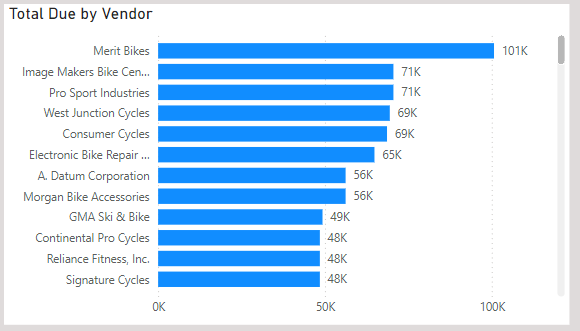 Total Due by Vendor
Merit Bikes 101K
Image Makers Bike Cen... 71K
Pro Sport Industries 71K
West Junction Cycles 69K
Consumer Cycles 69K
Electronic Bike Repair ... 65K
A. Datum Corporation 56K
Morgan Bike Accessories 56K
GMA Ski & Bike 49K
Continental Pro Cycles 48K
Reliance Fitness, Inc. 48K
Signature Cycles 48K
0K 50K 100K